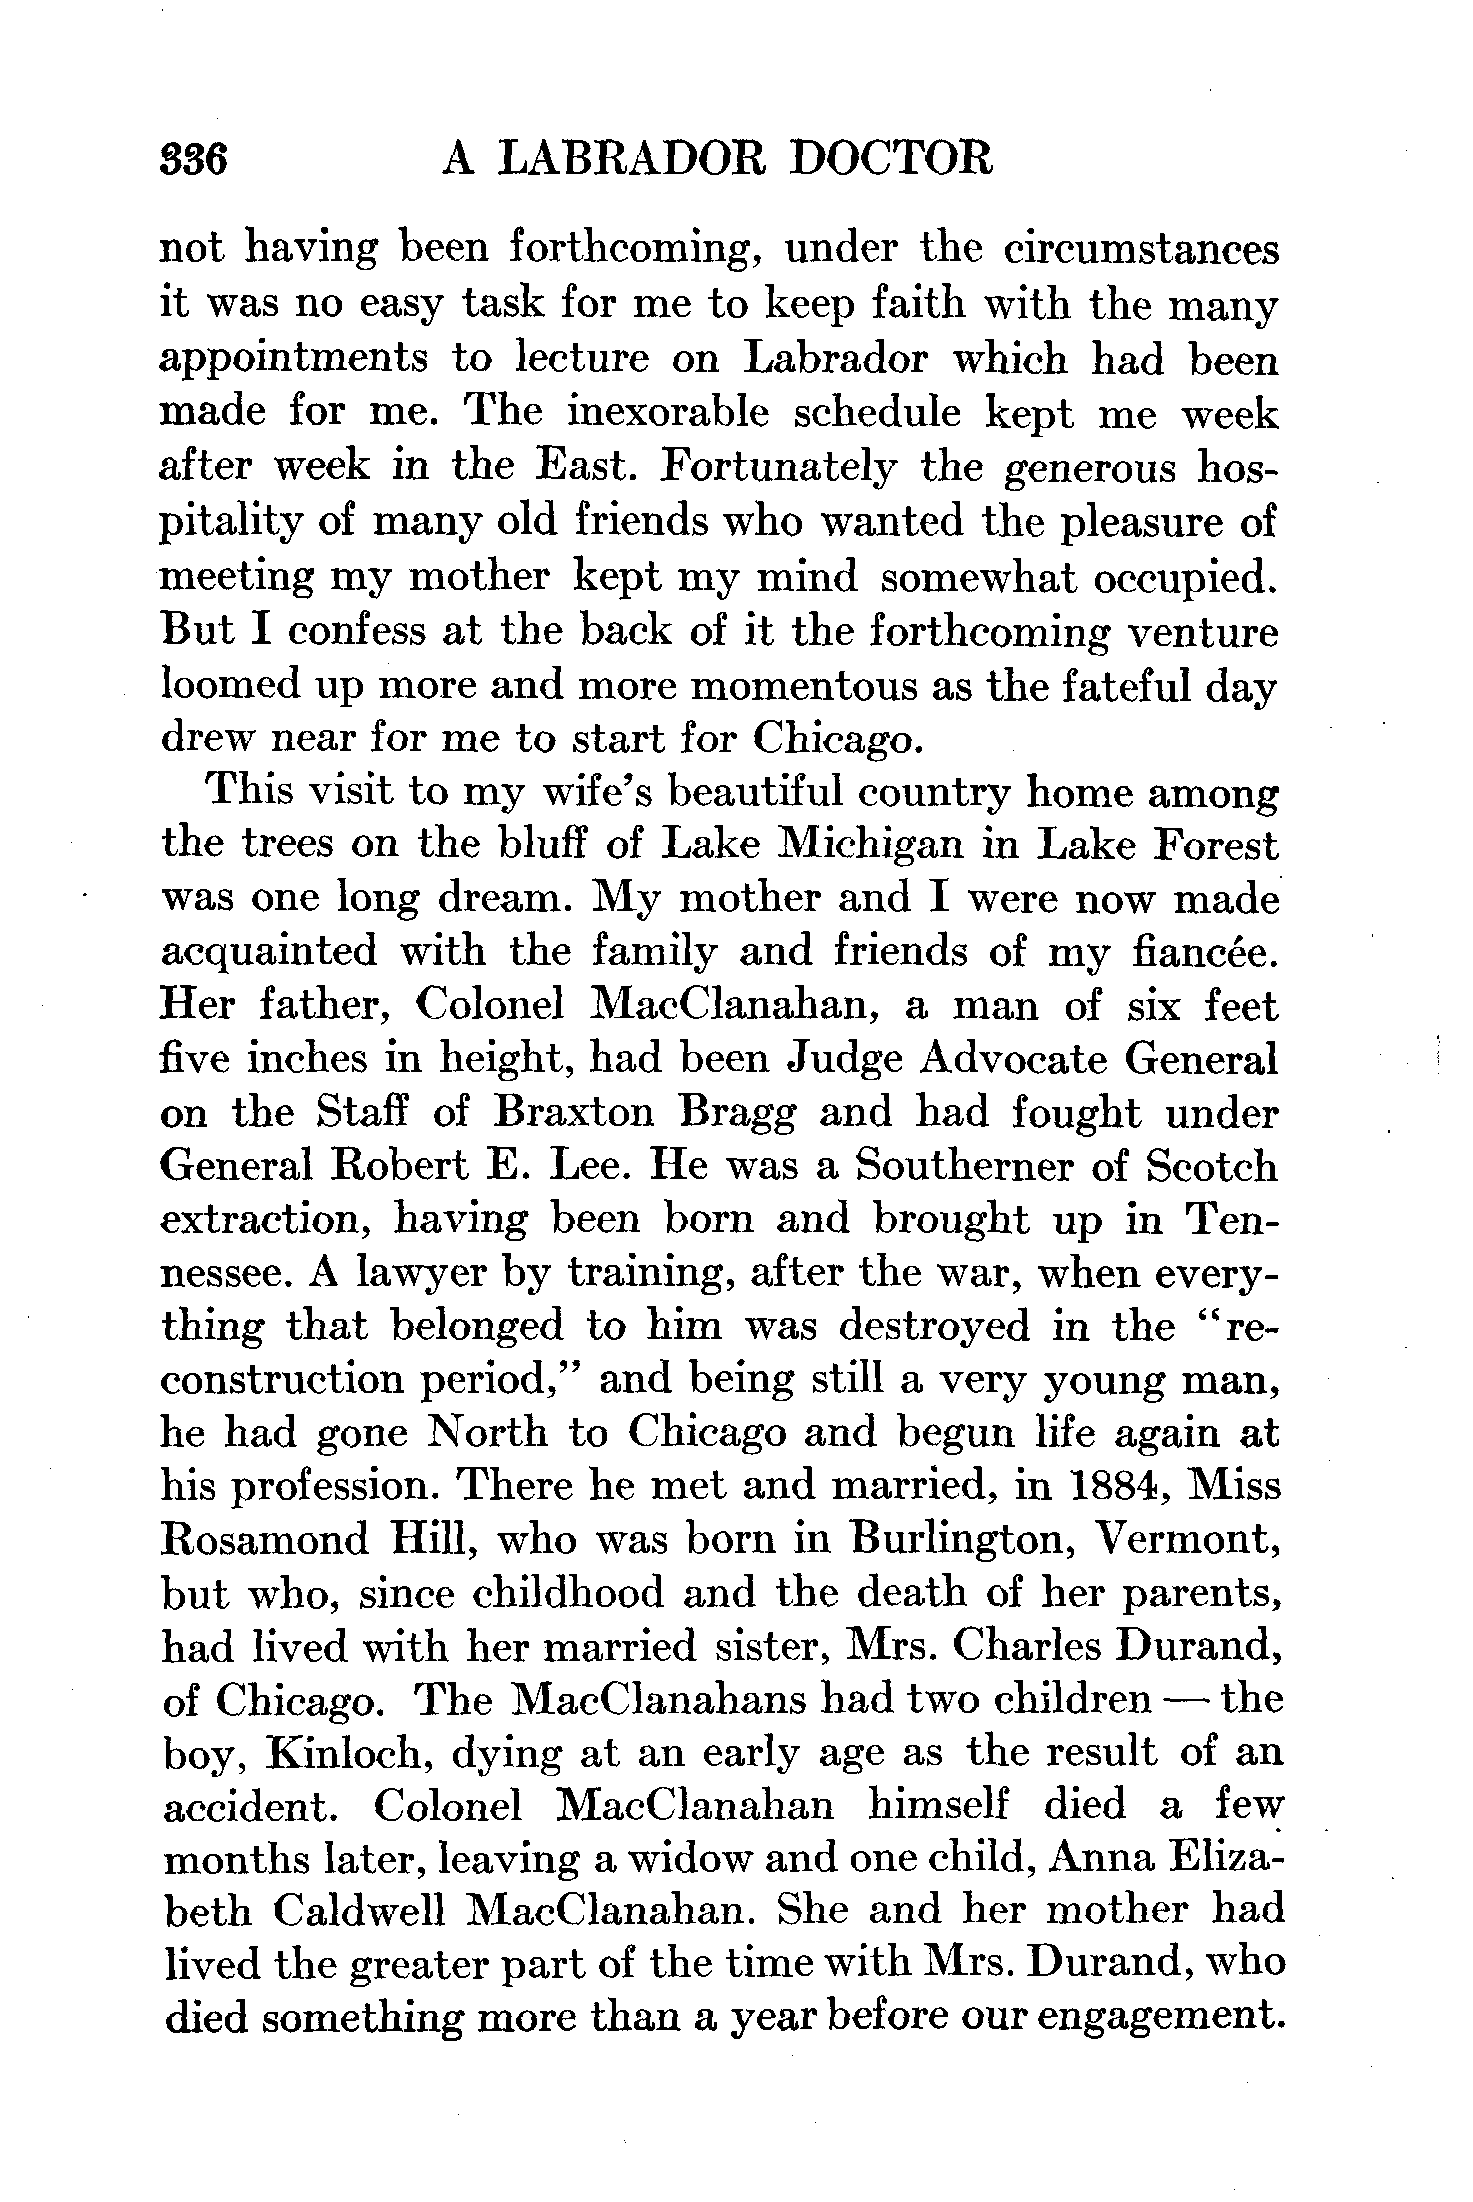 336 A LABRADOR DOCTOR
not having been forthcoming, under the circumstances
it was no easy task for me to keep faith with the many
appointments to lecture on Labrador which had been
made for me. The inexorable schedule kept me week
after week in the East. Fortunately the generous hos-
pitality of many old friends who wanted the pleasure of
meeting my mother kept my mind somewhat occupied.
But I confess at the back of it the forthcoming venture
loomed up more and more momentous as the fateful day
drew near for me to start for Chicago.
This visit to my wife's beautiful country home among
the trees on the bluff of Lake Michigan in Lake Forest
was one long dream. My mother and I were now made
acquainted with the family and friends of my fiancée.
Her father, Colonel MacClanahan, a man of six feet
five inches in height, had been Judge Advocate General
on the Staff of Braxton Bragg and had fought under
General Robert E. Lee. He was a Southerner of Scotch
extraction, having been born and brought up in Ten-
nessee. A lawyer by training, after the war, when every-
thing that belonged to him was destroyed in the "re-
construction period," and being still a very young man,
he had gone North to Chicago and begun life again at
his profession. There he met and married, in 1884, Miss
Rosamond Hill, who was born in Burlington, Vermont,
but who, since childhood and the death of her parents,
had lived with her married sister, Mrs. Charles Durand,
of Chicago. The MacClanahans had two children — the
boy, Kinloch, dying at an early age as the result of an
accident. Colonel MacClanahan himself died a few
months later, leaving a widow and one child, Anna Eliza-
beth Caldwell MacClanahan. She and her mother had
lived the greater part of the time with Mrs. Durand, who
died something more than a year before our engagement.